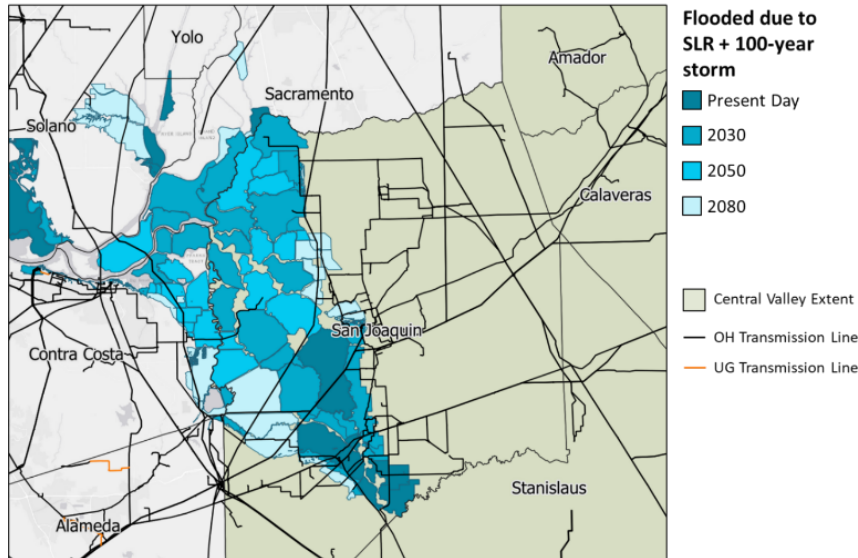 Flooded due to
SLR + 100-year
storm
Present Day
2030
2050
2080
Central Valley Extent
OH Transmission Line
UG Transmission Line
Yolo
Amador
Sacramento
Solano
Calaveras
San Joaquin
Contra Costa
Stanislaus
Alameda